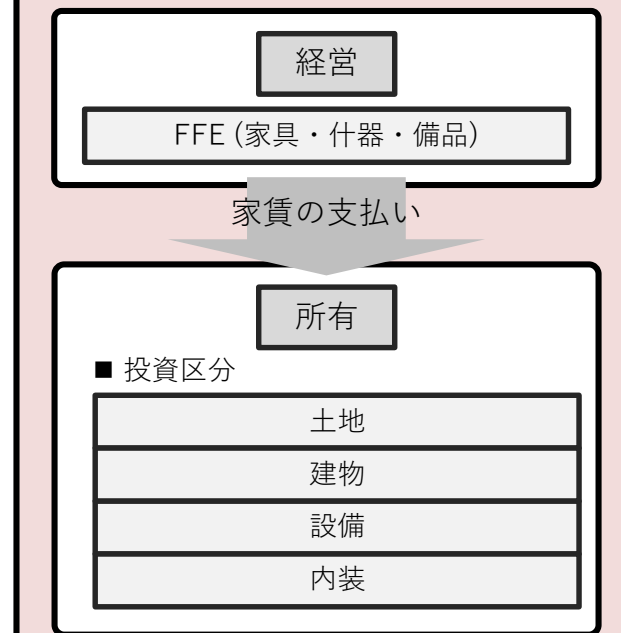 経営
FFE (家具・什器・備品)
家賃の支払い
所有
■ 投資区分
土地
建物
設備
内装